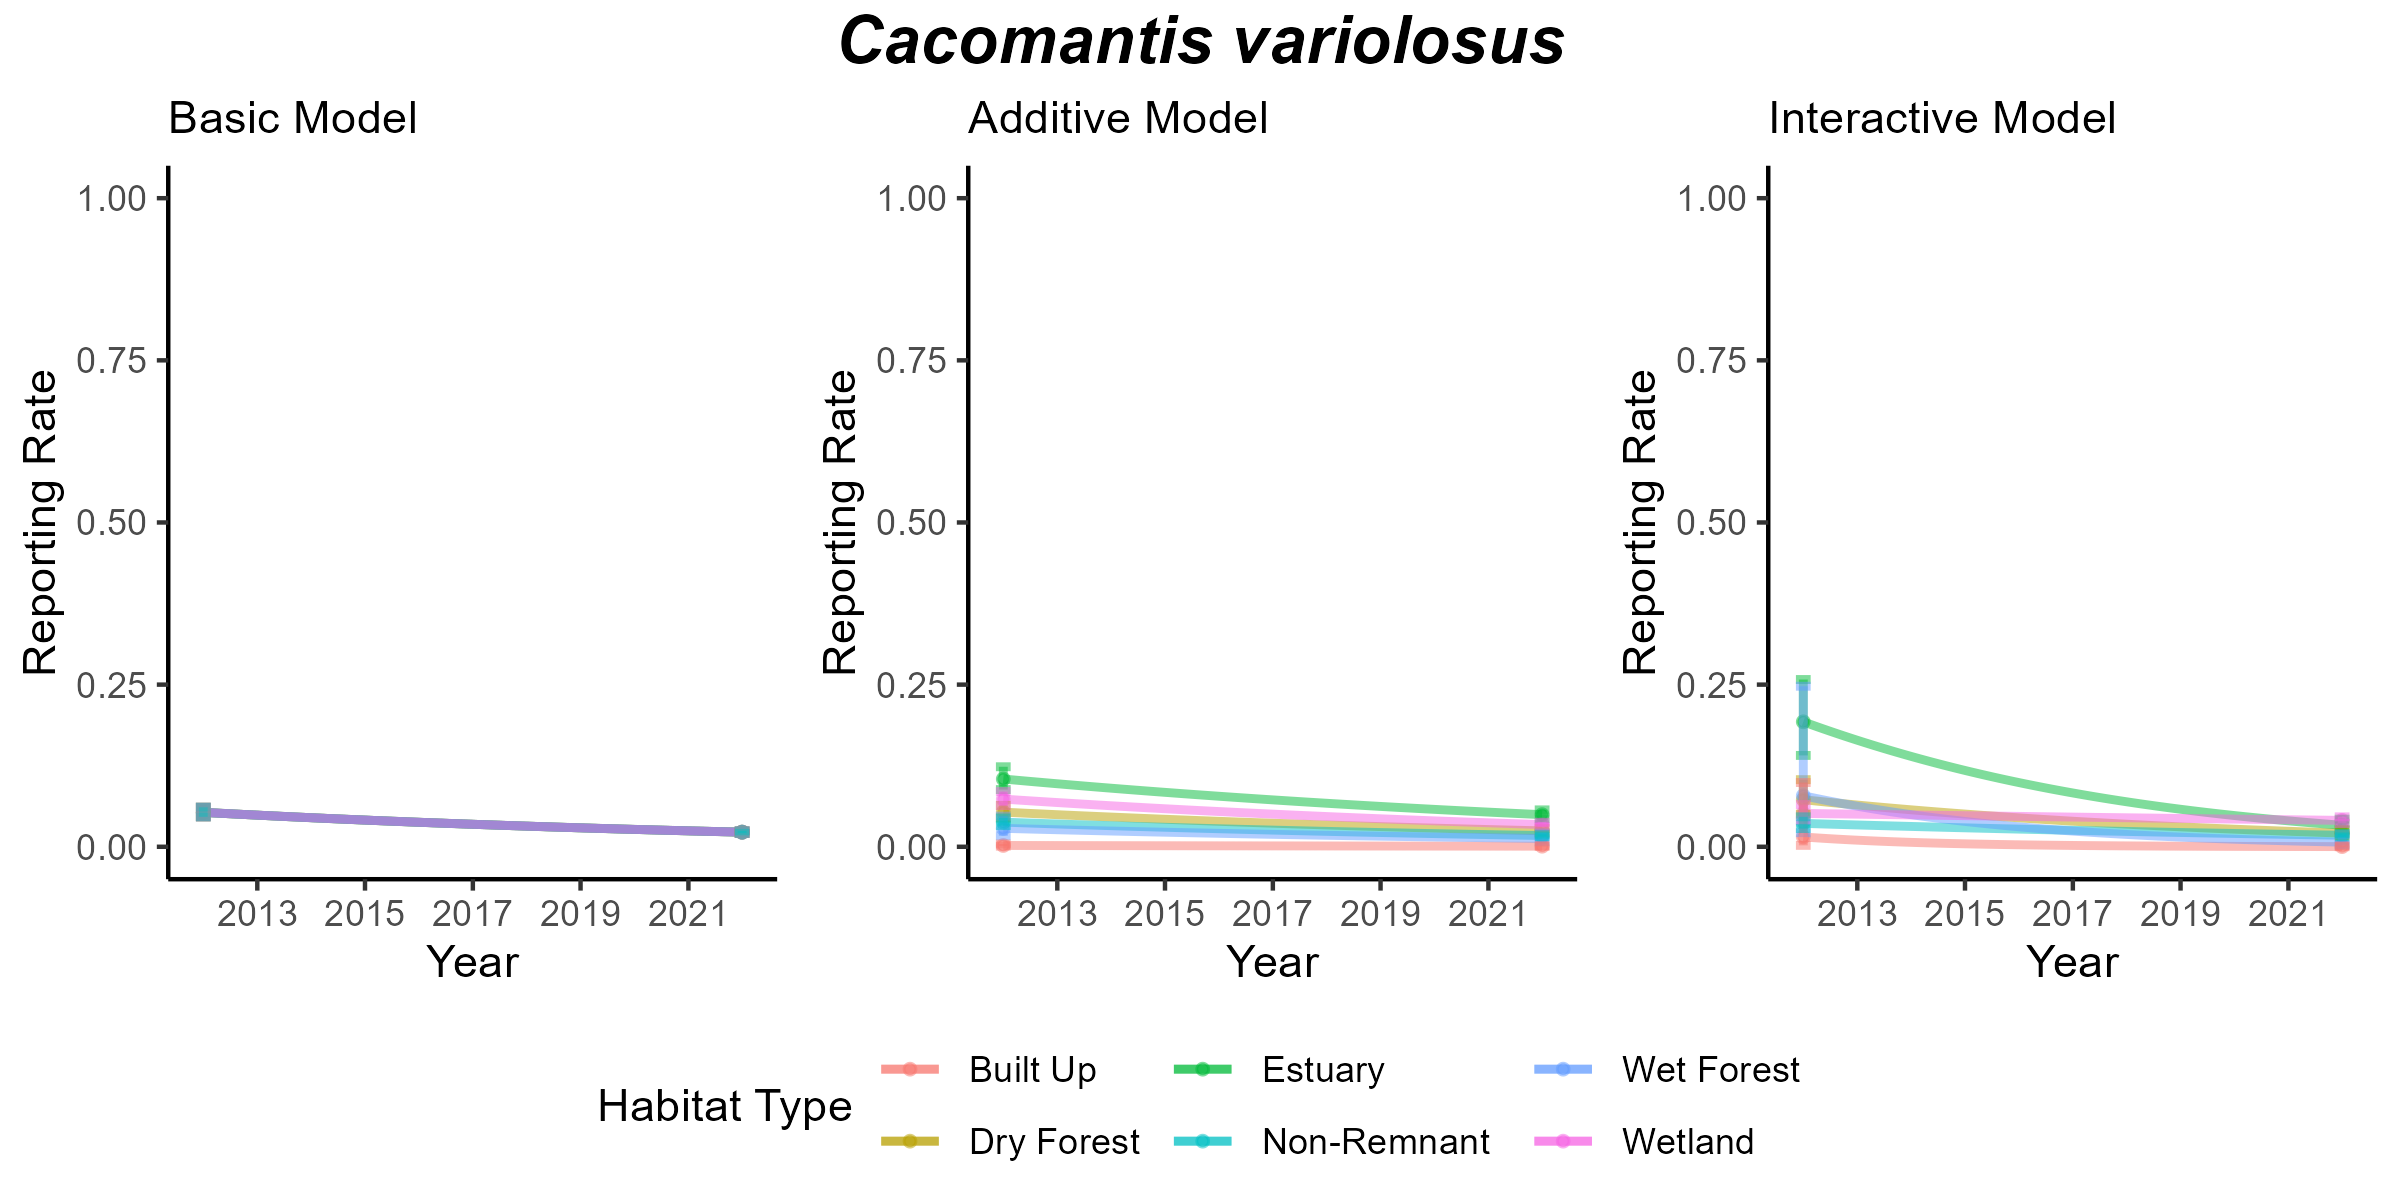 Cacomantis variolosus
Basic Model
Additive Model
Interactive Model
Reporting Rate
1.00
0.75
0.50
0.25
0.00
2013 2015 2017 2019 2021
Year
Reporting Rate
1.00
0.75
0.50
0.25
0.00
2013 2015 2017 2019 2021
Year
Reporting Rate
1.00
0.75
0.50
0.25
0.00
2013 2015 2017 2019 2021
Year
Habitat Type
Built Up
Estuary
Wet Forest
Dry Forest
Non-Remnant
Wetland